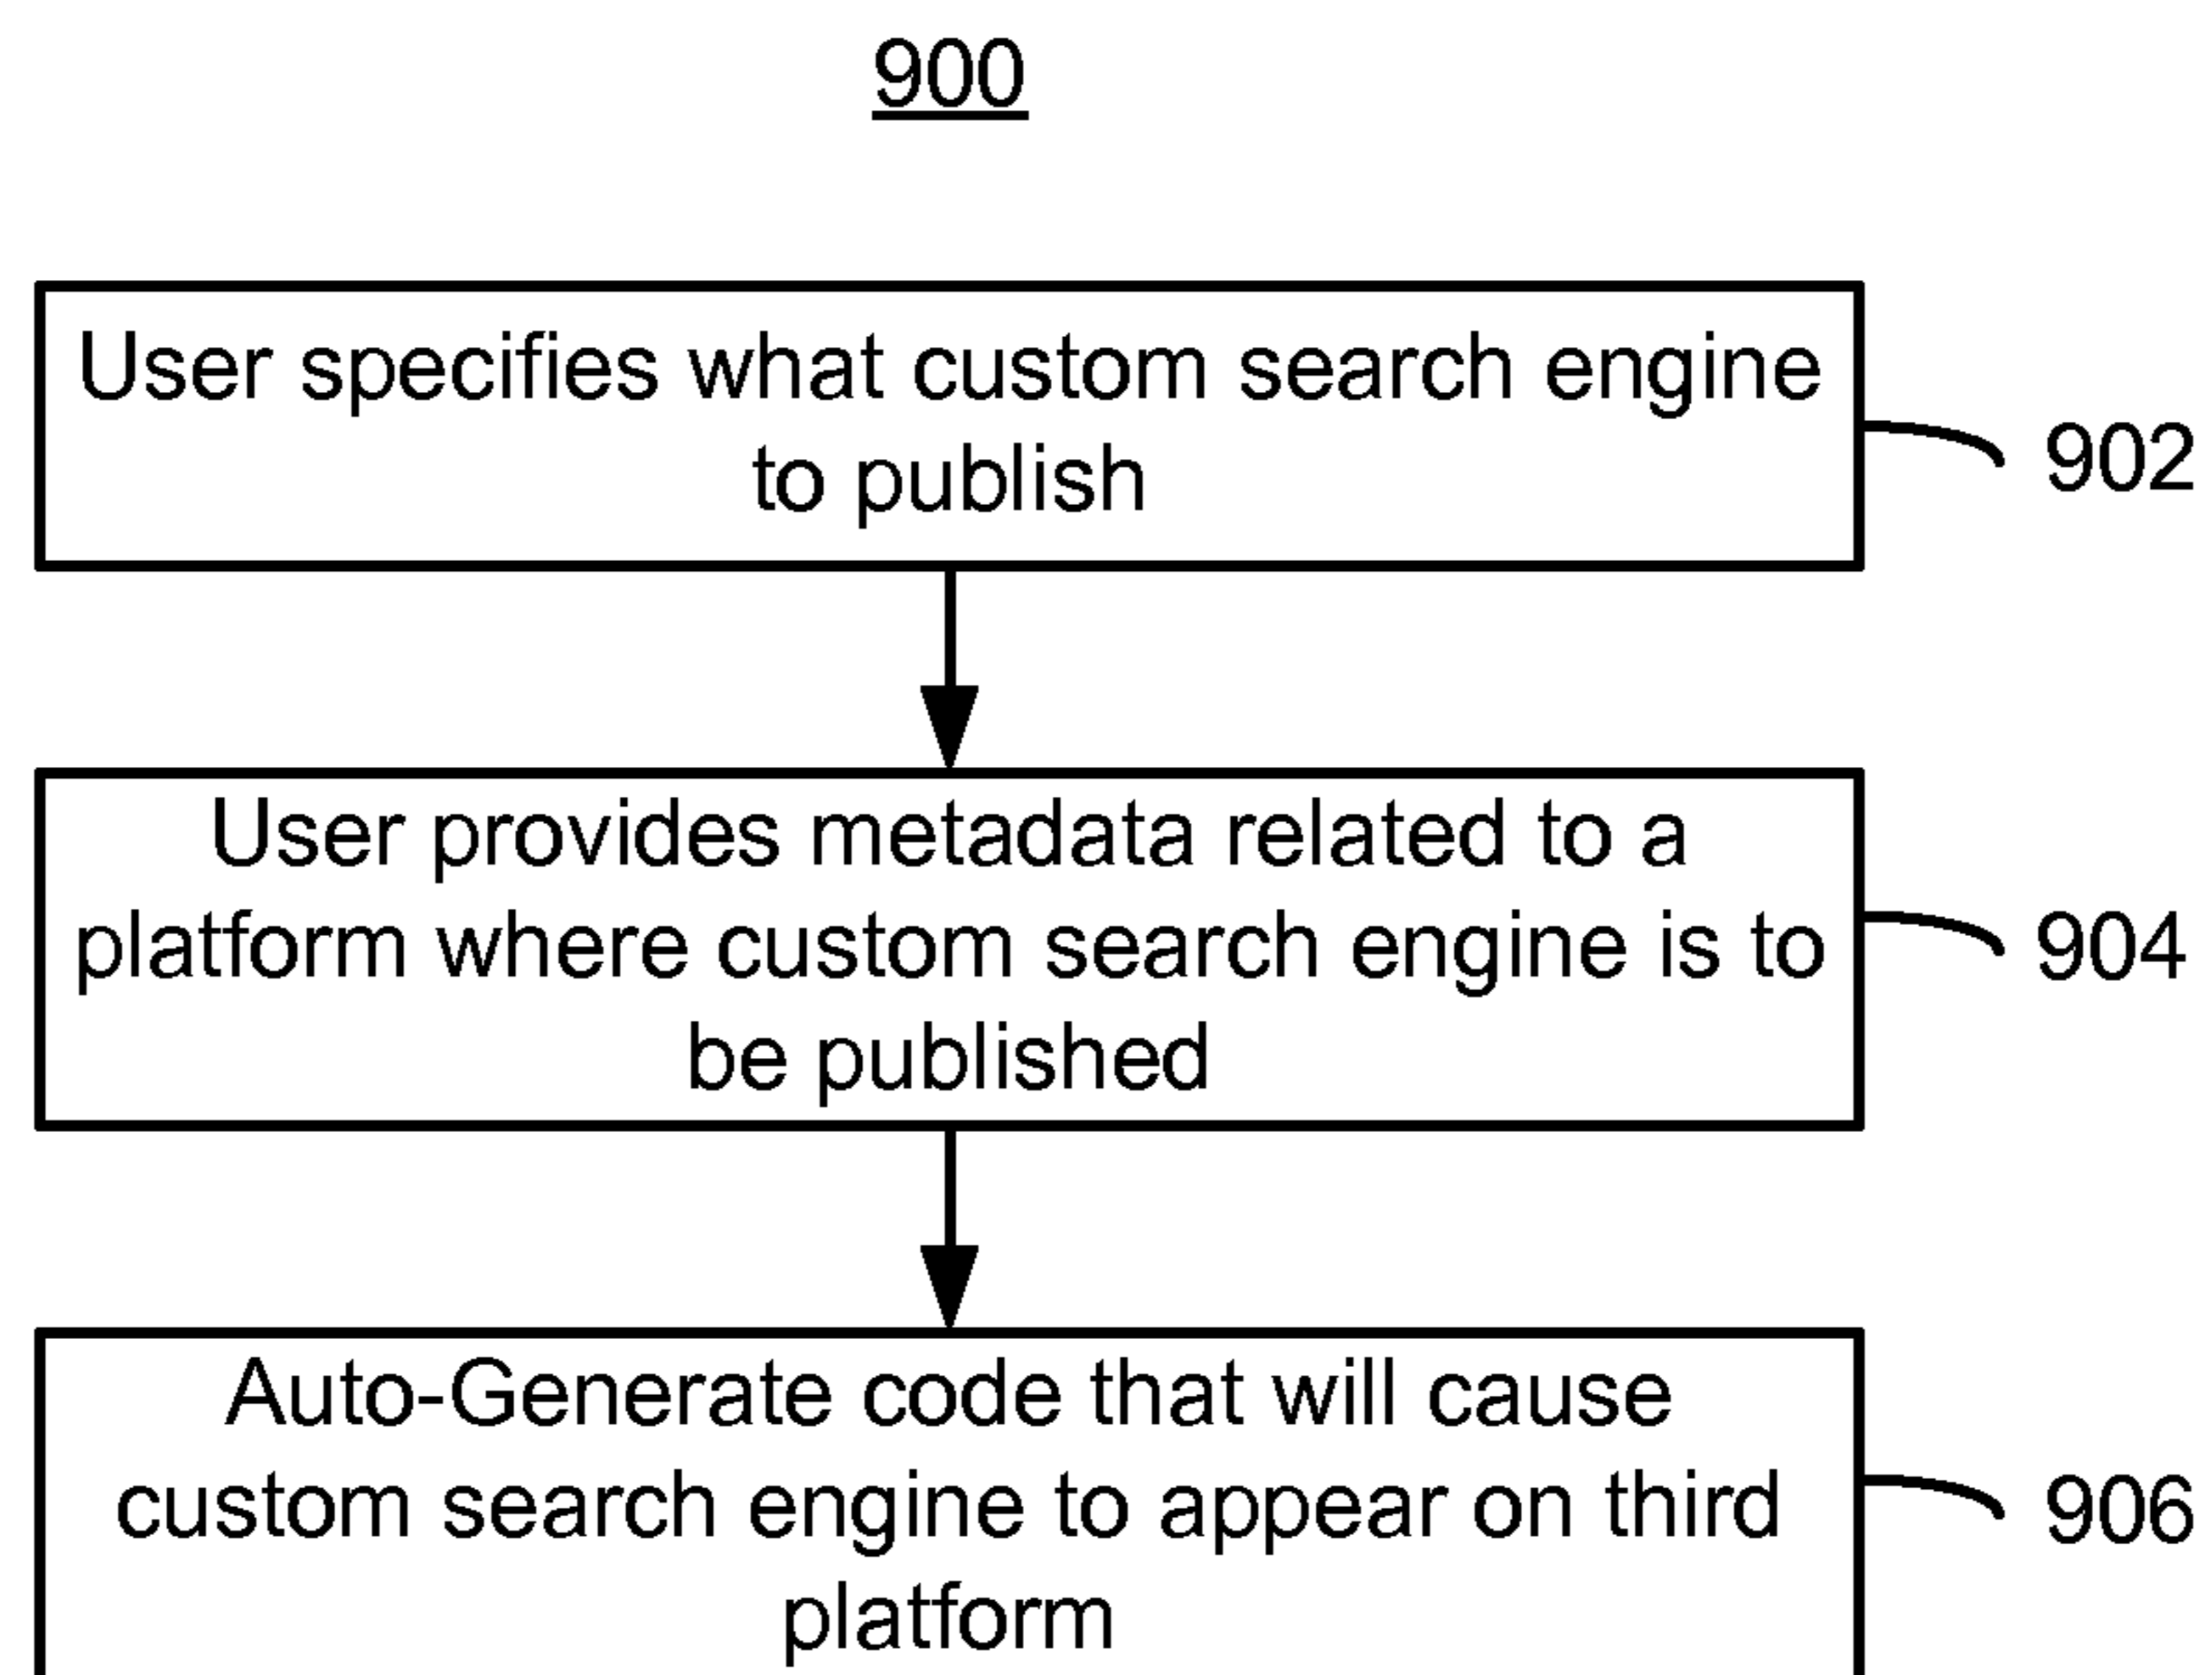 900
User specifies what custom search engine
to publish
902
User provides metadata related to a
platform where custom search engine is to
be published
904
Auto-Generate code that will cause
custom search engine to appear on third
platform
906